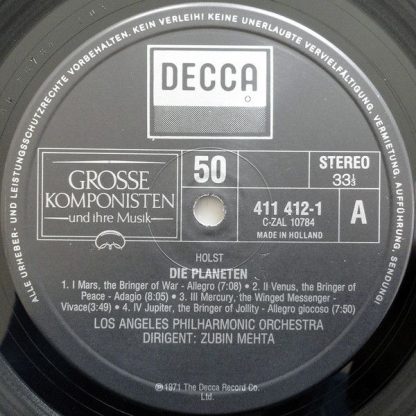 ALLE URHEBER- UND LEISTUNGSSCHUTZRECHTE VORBEHALTEN. KEIN VERLEIH! KEINE UNERLAUBTE VERVIELFÄLTIGUNG, VERMIETUNG, AUFFÜHRUNG, SENDUNG!
DECCA
GROSSE
KOMPONISTEN
und ihre Musik
50
STEREO
33⅓
411 412-1
C-ZAL 10784
MADE IN HOLLAND
A
HOLST
DIE PLANETEN
• 1. I Mars, the Bringer of War - Allegro (7:08) • 2. II Venus, the Bringer of
Peace - Adagio (8:05) • 3. III Mercury, the Winged Messenger -
Vivace(3:49) • 4. IV Jupiter, the Bringer of Jollity - Allegro giocoso (7:50)
LOS ANGELES PHILHARMONIC ORCHESTRA
DIRIGENT: ZUBIN MEHTA
℗1971 The Decca Record Co.
Ltd.